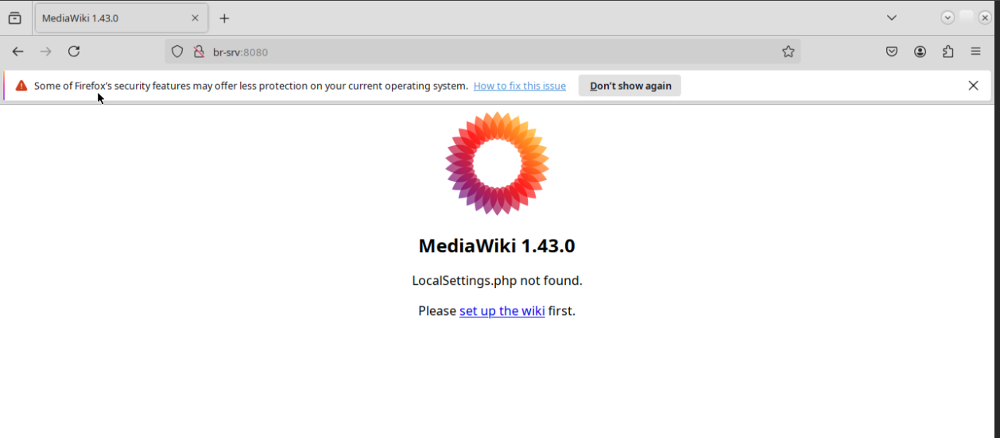 MediaWiki 1.43.0
br-srv:8080
Some of Firefox's security features may offer less protection on your current operating system. How to fix this issue Don't show again
MediaWiki 1.43.0
LocalSettings.php not found.
Please set up the wiki first.